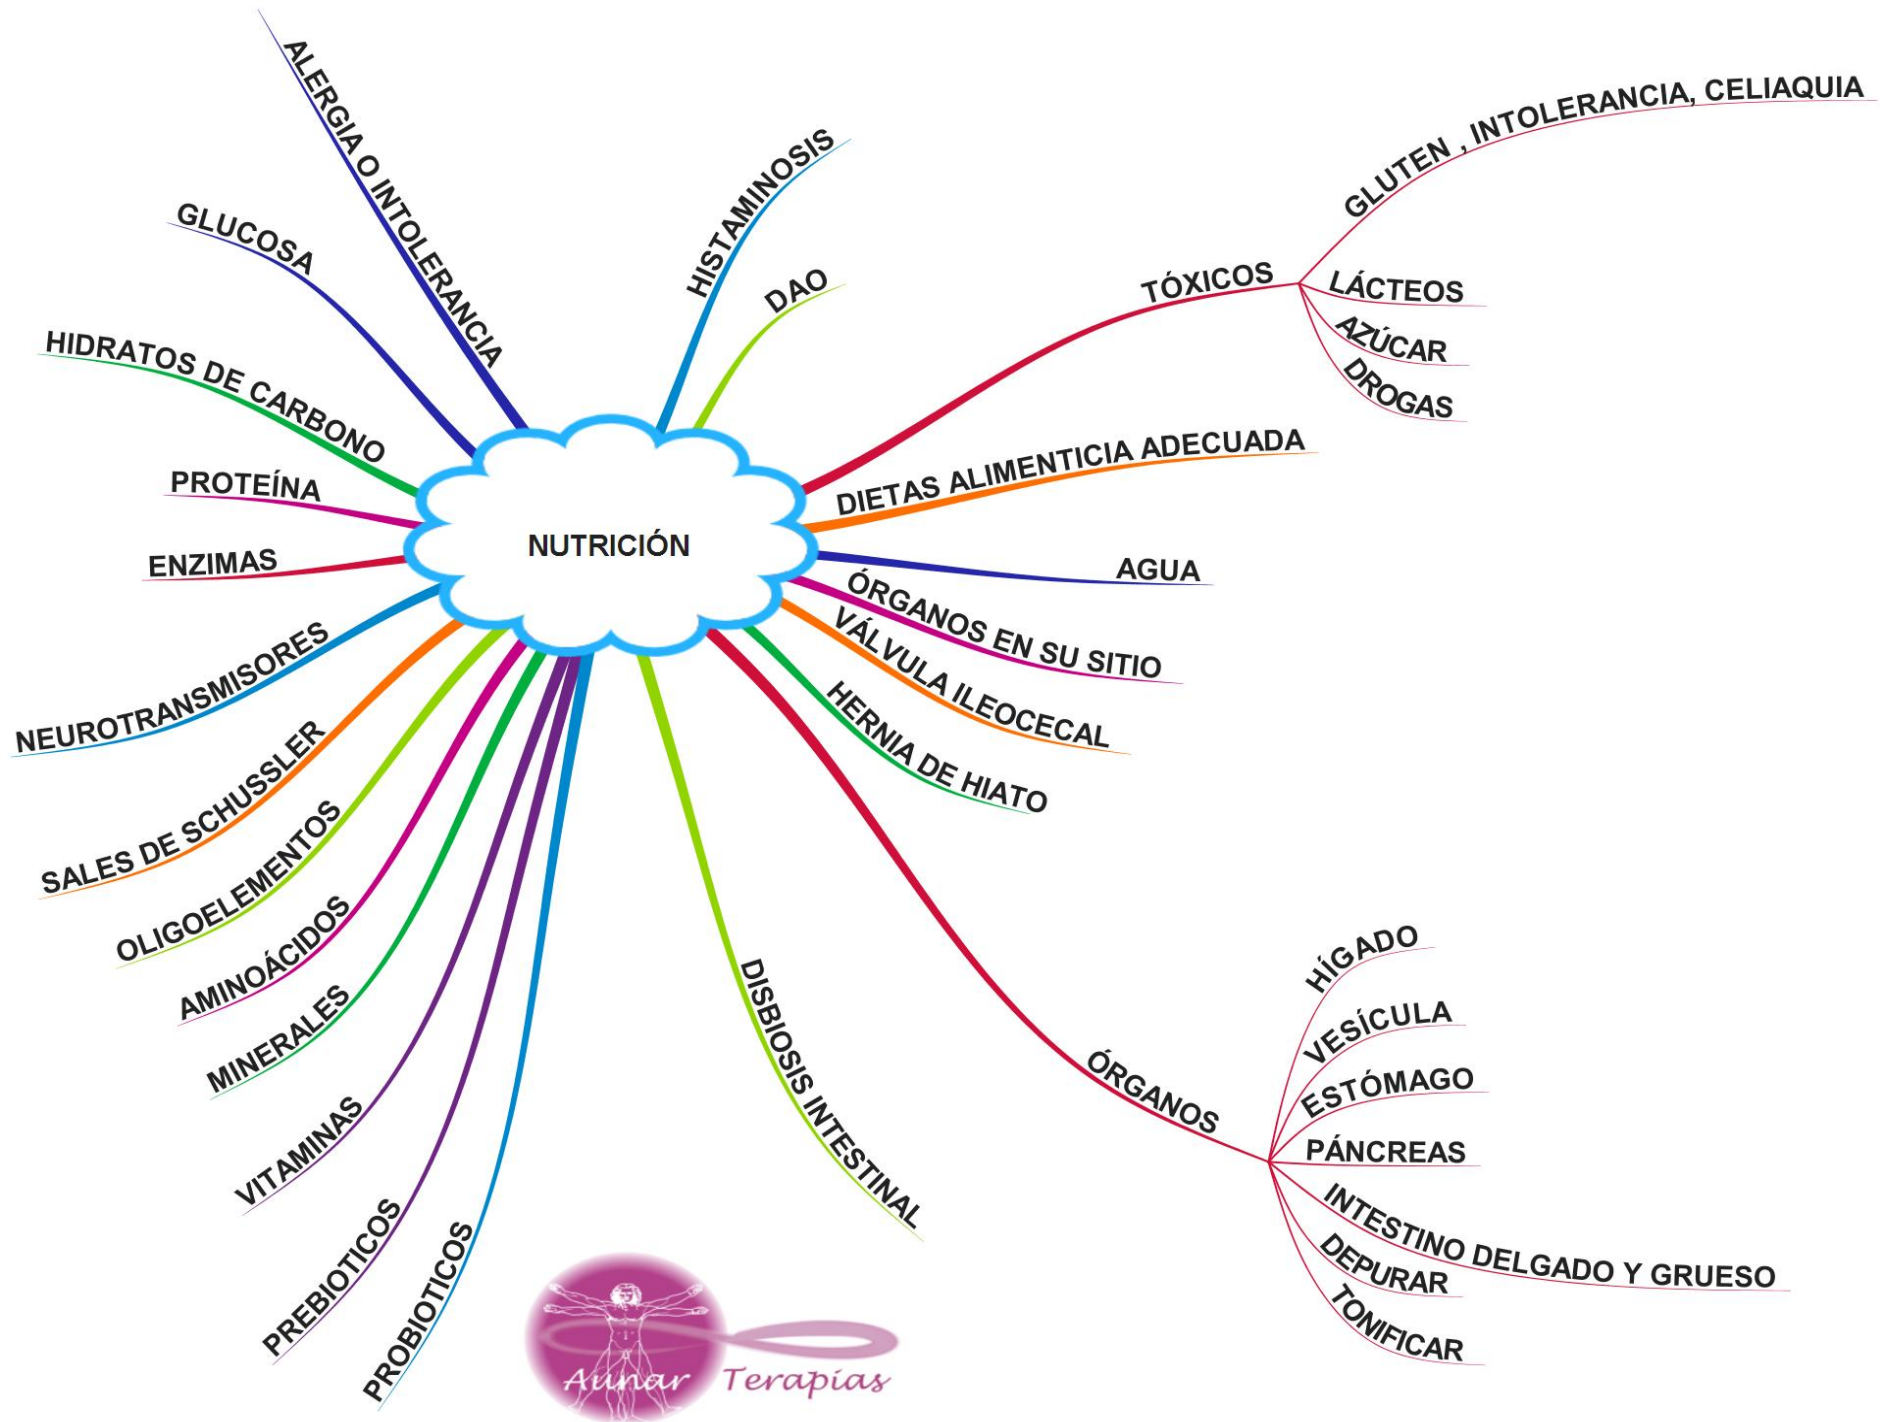 NUTRICIÓN
HISTAMINOSIS
DAO
TÓXICOS
GLUTEN , INTOLERANCIA, CELIAQUIA
LÁCTEOS
AZÚCAR
DROGAS
DIETAS ALIMENTICIA ADECUADA
AGUA
ÓRGANOS EN SU SITIO
VÁLVULA ILEOCECAL
HERNIA DE HIATO
ÓRGANOS
HÍGADO
VESÍCULA
ESTÓMAGO
PÁNCREAS
INTESTINO DELGADO Y GRUESO
DEPURAR
TONIFICAR
DISBIOSIS INTESTINAL
PROBIOTICOS
PREBIOTICOS
VITAMINAS
MINERALES
AMINOÁCIDOS
OLIGOELEMENTOS
SALES DE SCHUSSLER
NEUROTRANSMISORES
ENZIMAS
PROTEÍNA
HIDRATOS DE CARBONO
GLUCOSA
ALERGIA O INTOLERANCIA
Aunar Terapias